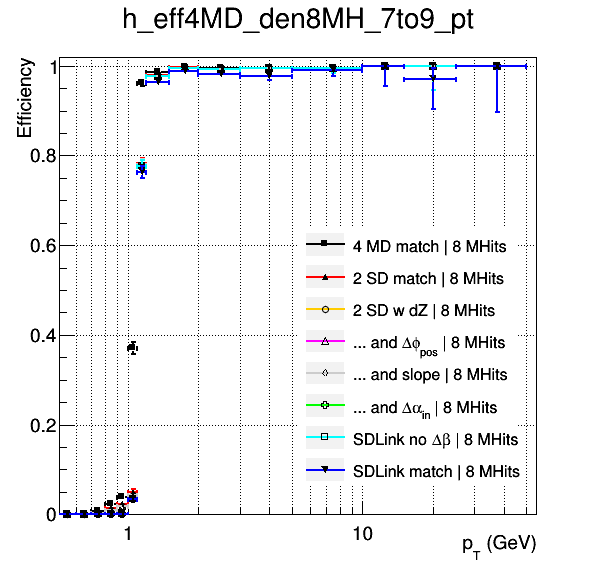 h_eff4MD_den8MH_7to9_pt
Efficiency
1
0.8
0.6
0.4
0.2
0
4 MD match | 8 MHits
2 SD match | 8 MHits
2 SD w dZ | 8 MHits
... and Δϕpos | 8 MHits
... and slope | 8 MHits
... and Δαin | 8 MHits
SDLink no Δβ | 8 MHits
SDLink match | 8 MHits
1 10
pT (GeV)